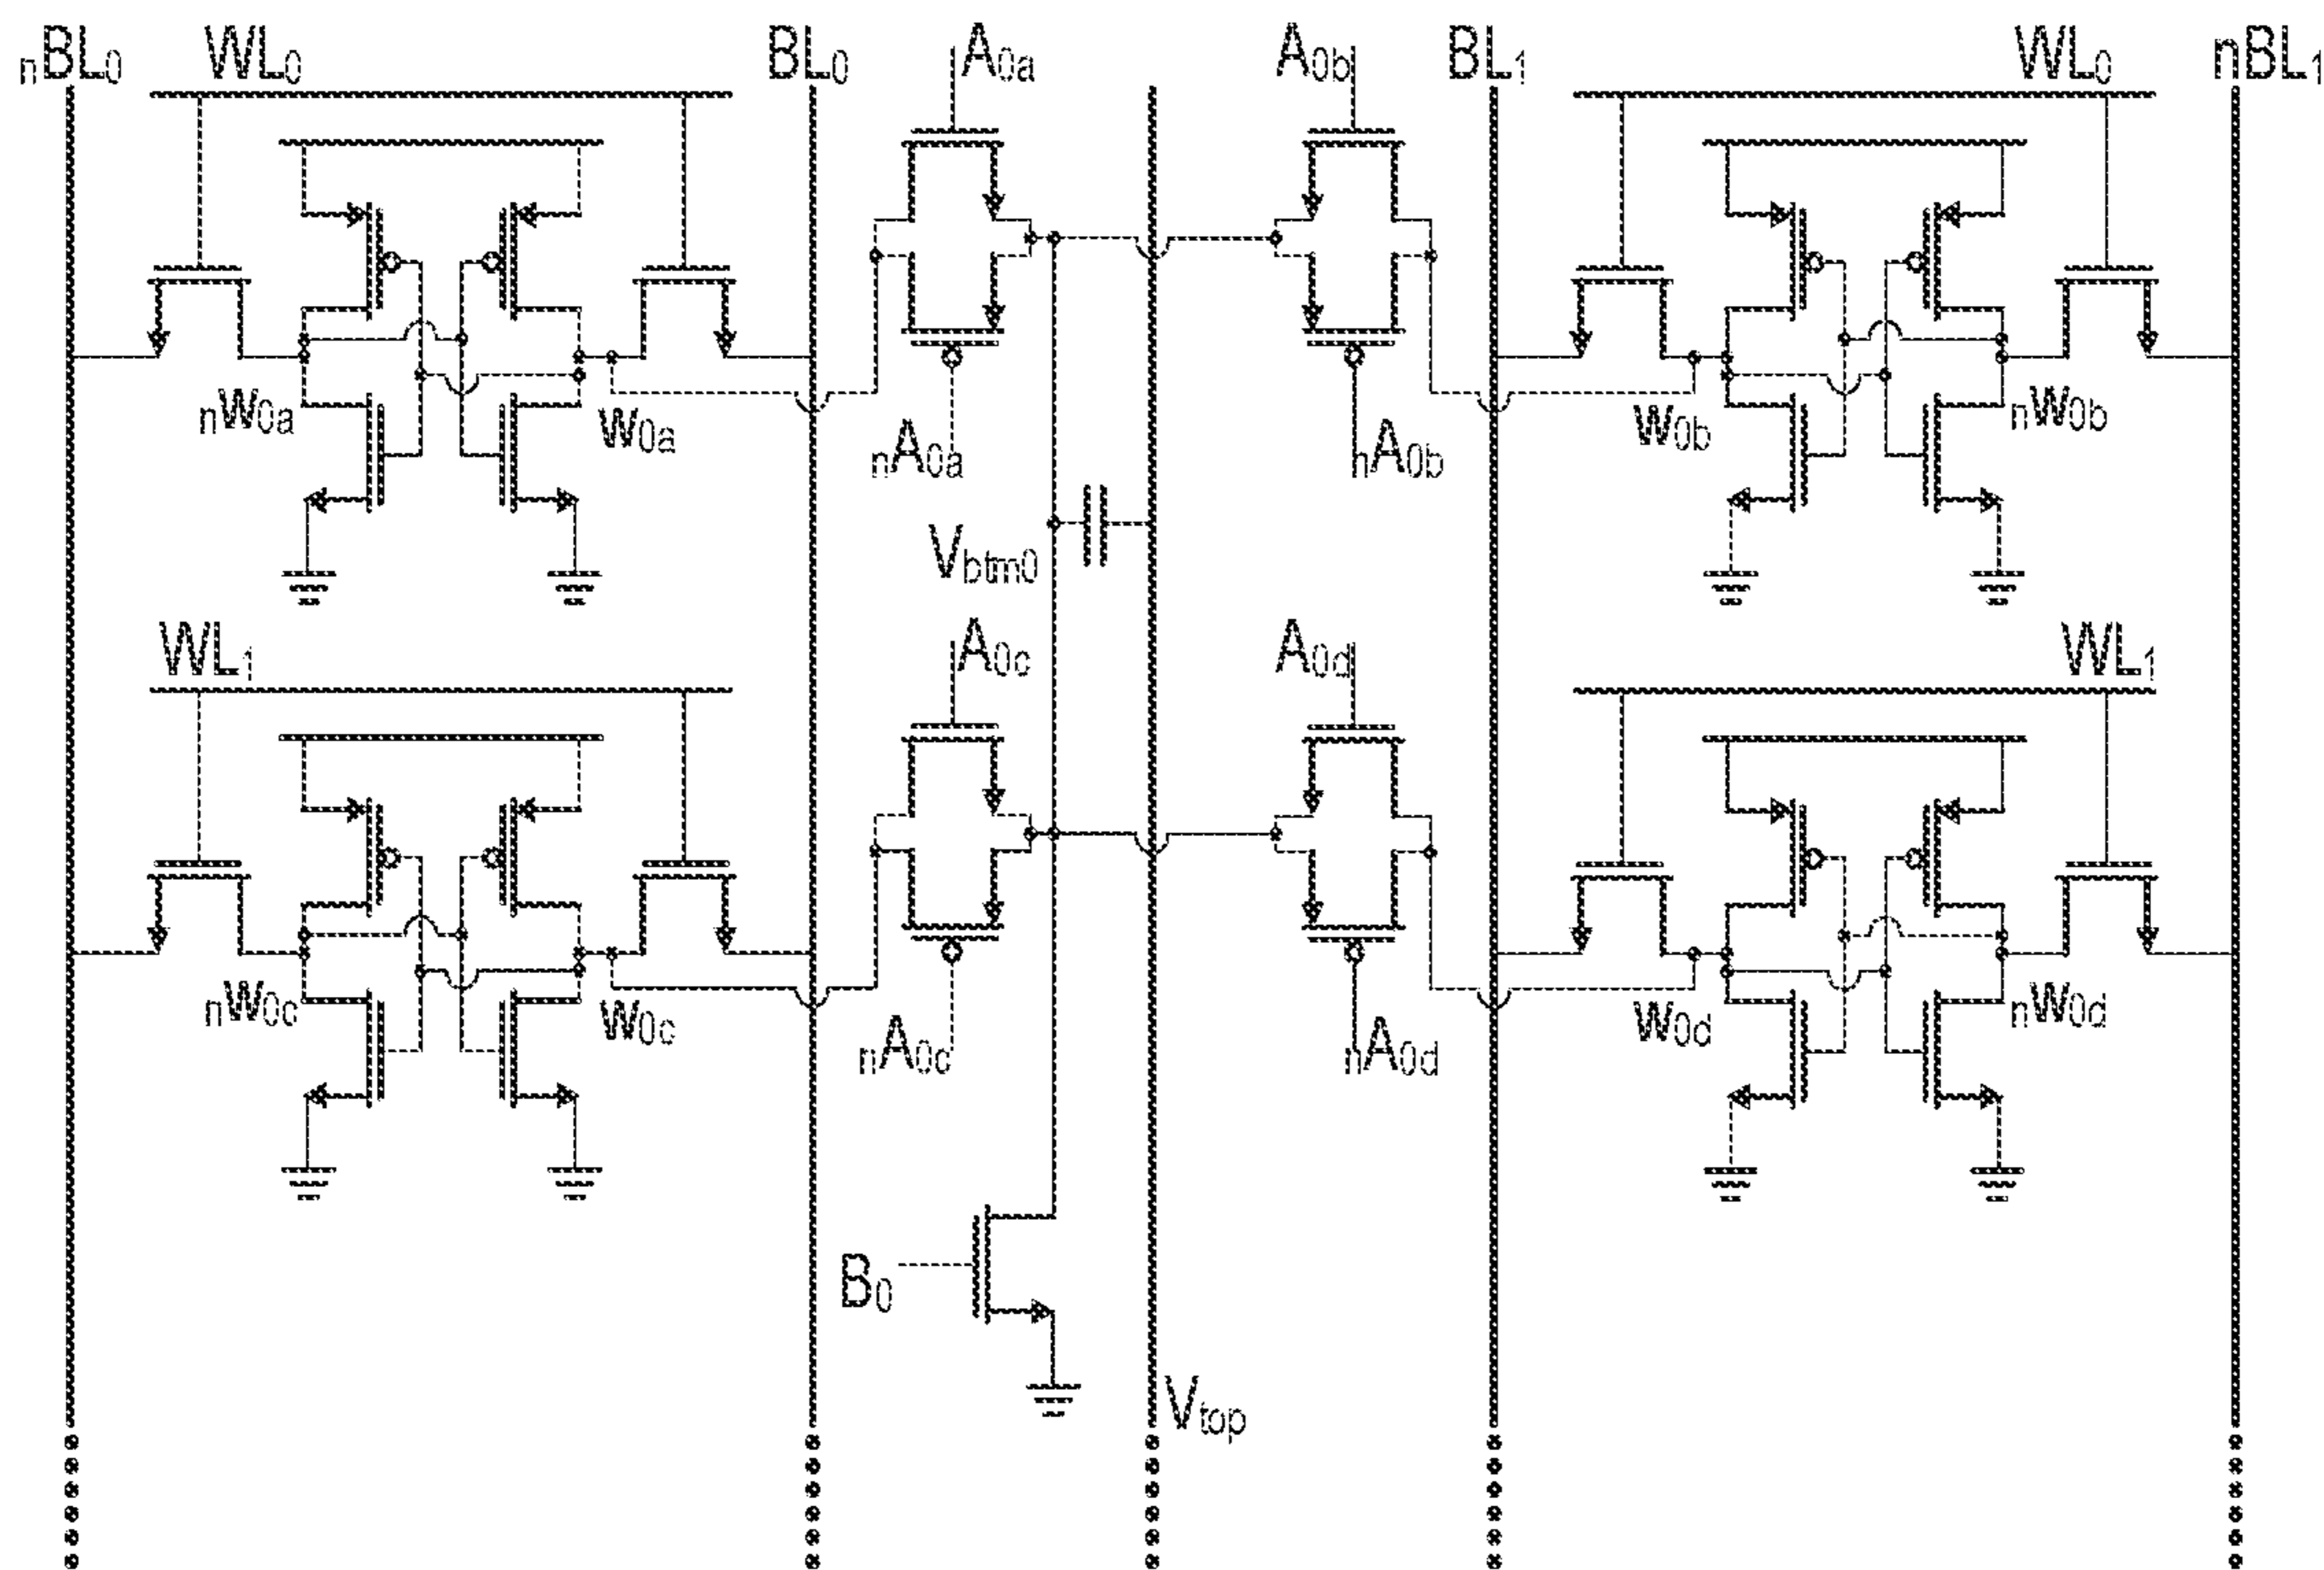 nBL0 WL0 BL0 A0a A0b BL1 WL0 nBL1
nW0a W0a nA0a nA0b W0b nW0b
Vbtm0
WL1 A0c A0d WL1
nW0c W0c nA0c nA0d W0d nW0d
B0
Vtop